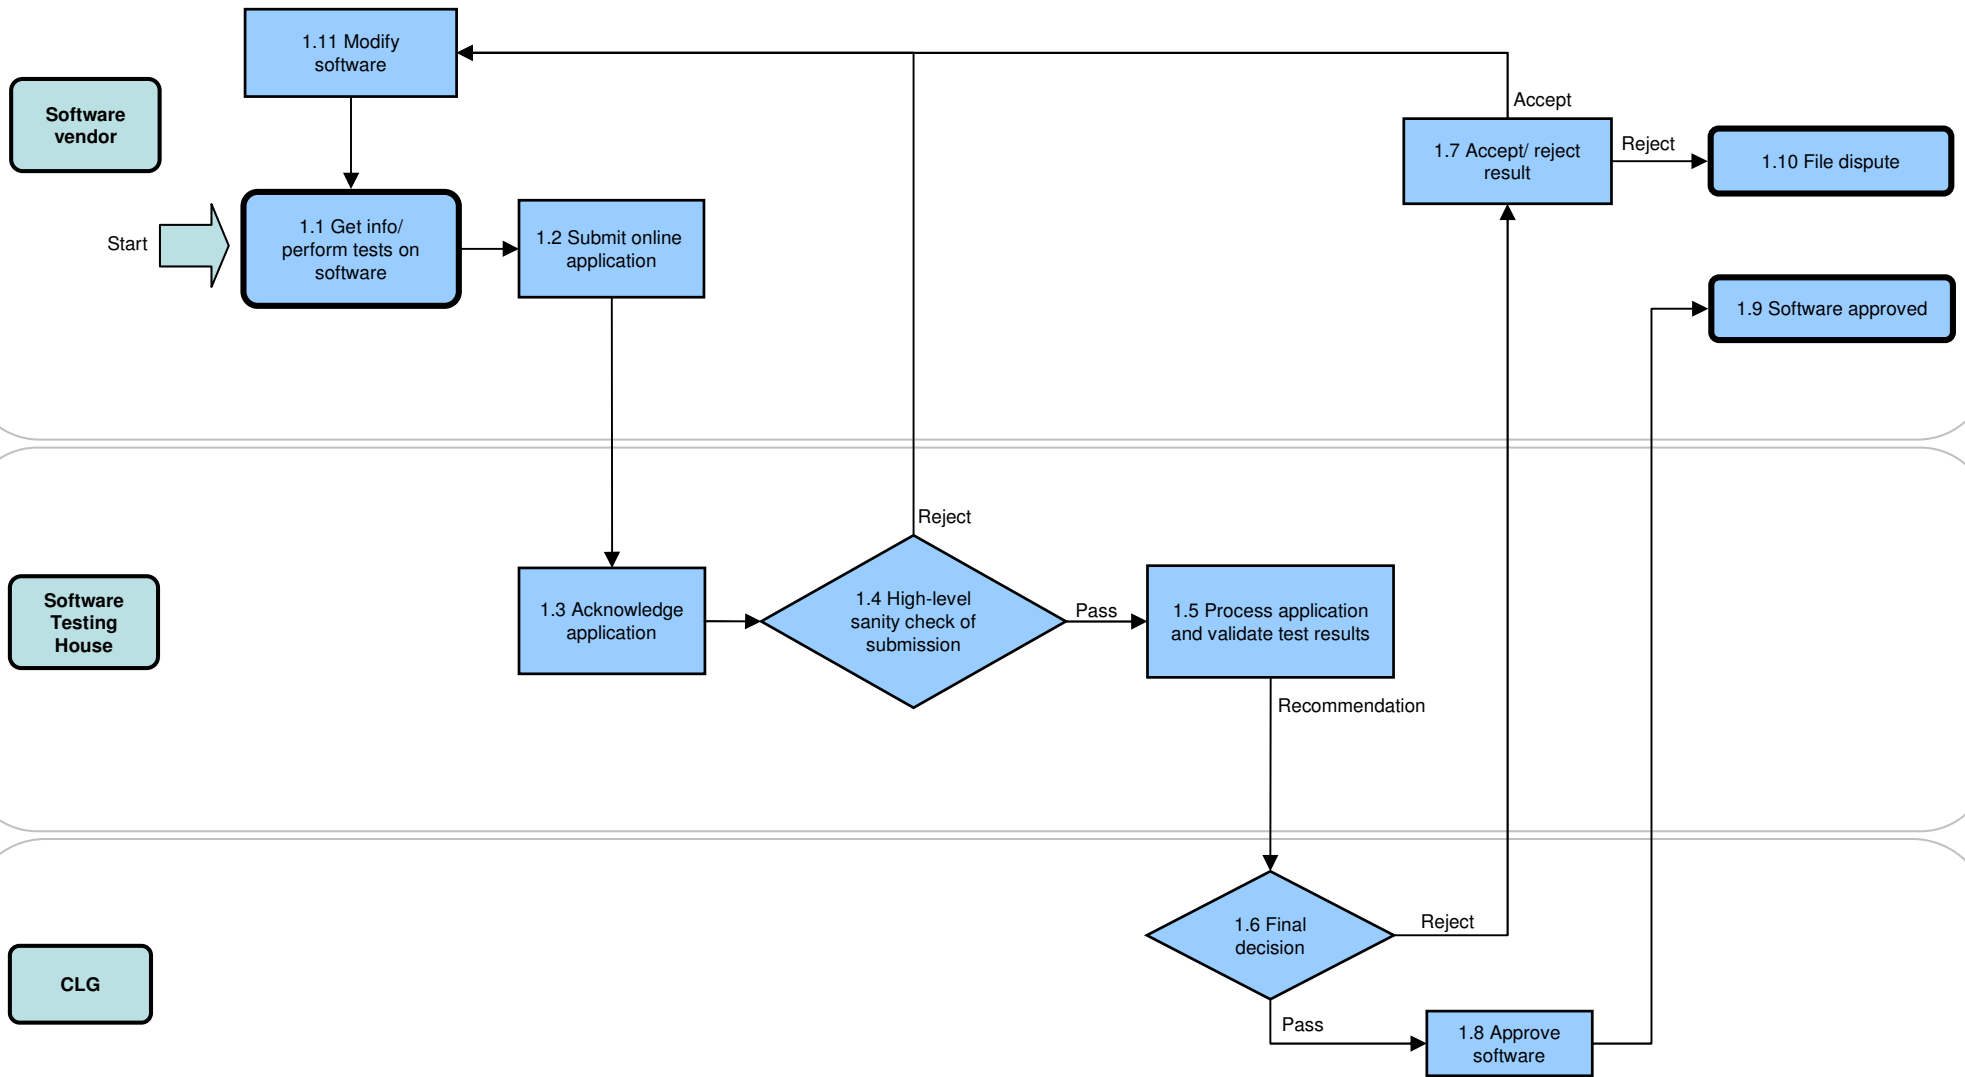 1.11 Modify
software
Software
vendor
Accept
1.7 Accept/ reject
result
Reject
1.10 File dispute
Start
1.1 Get info/
perform tests on
software
1.2 Submit online
application
1.9 Software approved
Reject
Software
Testing
House
1.3 Acknowledge
application
1.4 High-level
sanity check of
submission
Pass
1.5 Process application
and validate test results
Recommendation
CLG
1.6 Final
decision
Reject
Pass
1.8 Approve
software